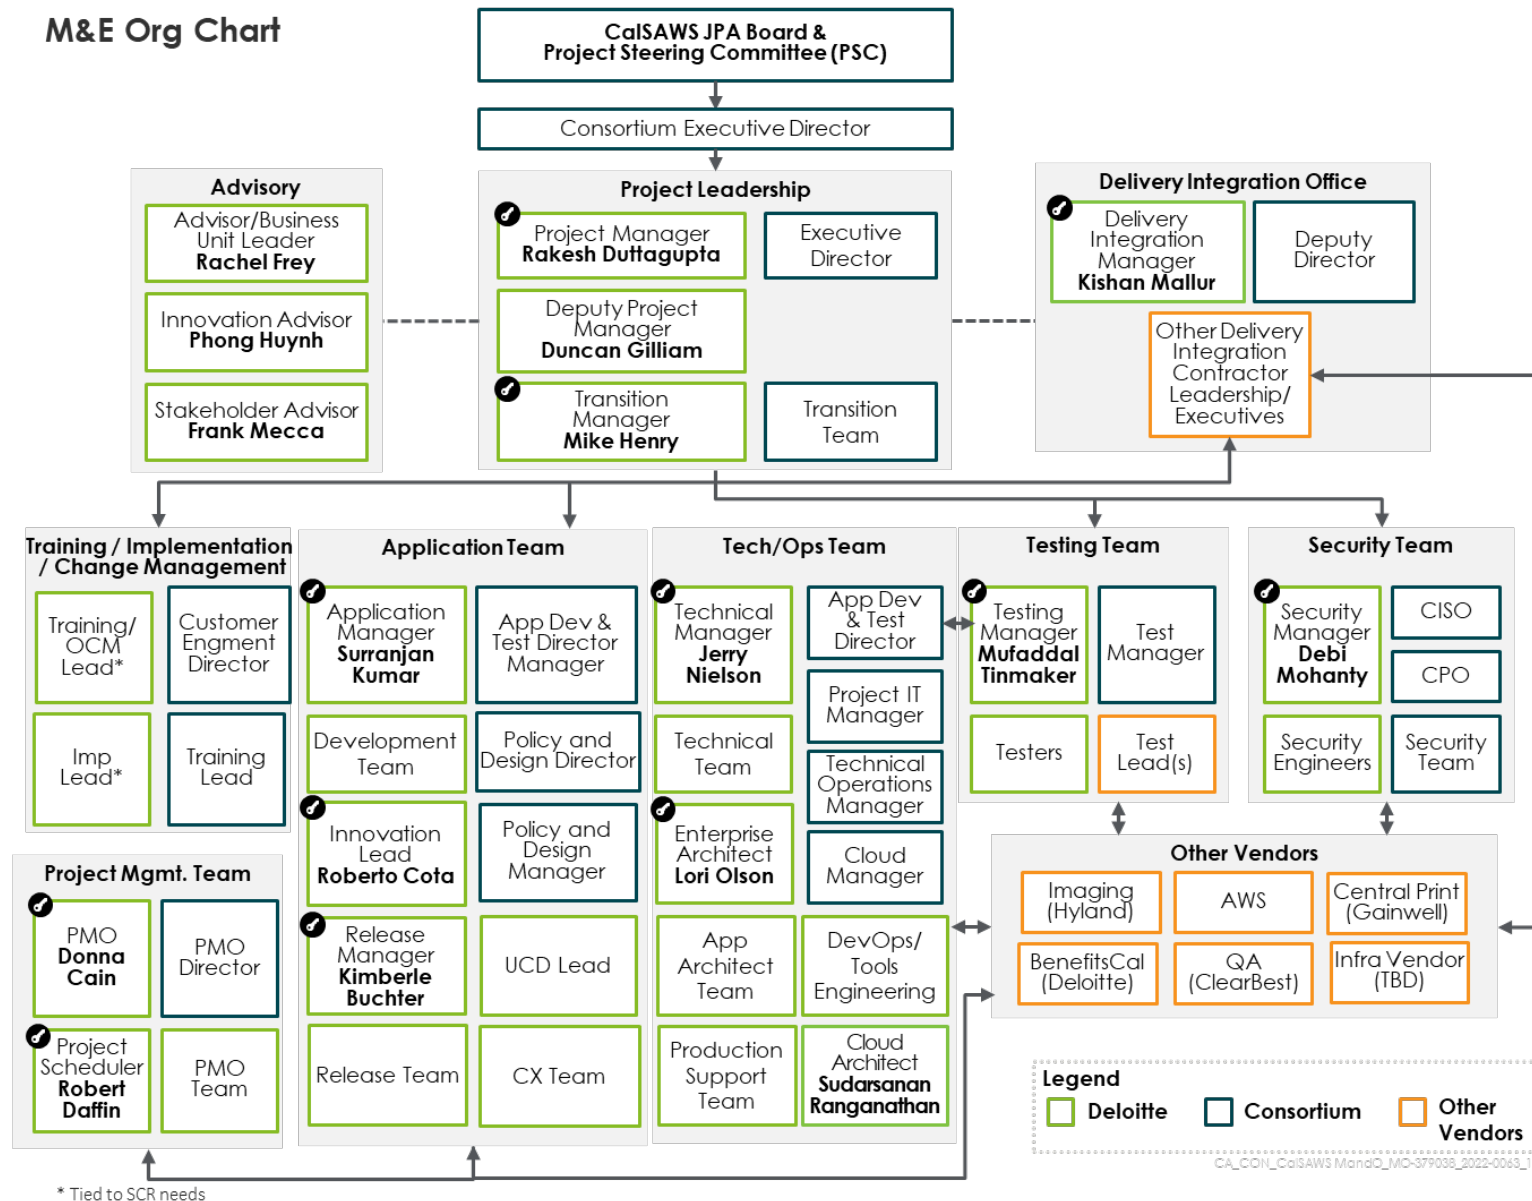 M&E Org Chart
CalSAWS JPA Board &
Project Steering Committee (PSC)
Consortium Executive Director
Advisory
Advisor/Business
Unit Leader
Rachel Frey
Innovation Advisor
Phong Huynh
Stakeholder Advisor
Frank Mecca
Project Leadership
Project Manager
Rakesh Duttagupta
Executive
Director
Deputy Project
Manager
Duncan Gilliam
Transition
Manager
Mike Henry
Transition
Team
Delivery Integration Office
Delivery
Integration
Manager
Kishan Mallur
Deputy
Director
Other Delivery
Integration
Contractor
Leadership/
Executives
Training / Implementation
/ Change Management
Training/
OCM
Lead*
Customer
Engment
Director
Imp
Lead*
Training
Lead
Project Mgmt. Team
PMO
Donna
Cain
PMO
Director
Project
Scheduler
Robert
Daffin
PMO
Team
Application Team
Application
Manager
Surranjan
Kumar
App Dev &
Test Director
Manager
Development
Team
Policy and
Design Director
Innovation
Lead
Roberto Cota
Policy and
Design
Manager
Release
Manager
Kimberle
Buchter
UCD Lead
Release Team
CX Team
Tech/Ops Team
Technical
Manager
Jerry
Nielson
App Dev
& Test
Director
Project IT
Manager
Technical
Team
Technical
Operations
Manager
Enterprise
Architect
Lori Olson
Cloud
Manager
App
Architect
Team
DevOps/
Tools
Engineering
Production
Support
Team
Cloud
Architect
Sudarsanan
Ranganathan
Testing Team
Testing
Manager
Mufaddal
Tinmaker
Test
Manager
Testers
Test
Lead(s)
Security Team
Security
Manager
Debi
Mohanty
CISO
CPO
Security
Engineers
Security
Team
Other Vendors
Imaging
(Hyland)
AWS
Central Print
(Gainwell)
BenefitsCal
(Deloitte)
QA
(ClearBest)
Infra Vendor
(TBD)
Legend
Deloitte
Consortium
Other
Vendors
CA_CON_CalSAWS MandO_MO-379038_2022-0063_1
* Tied to SCR needs